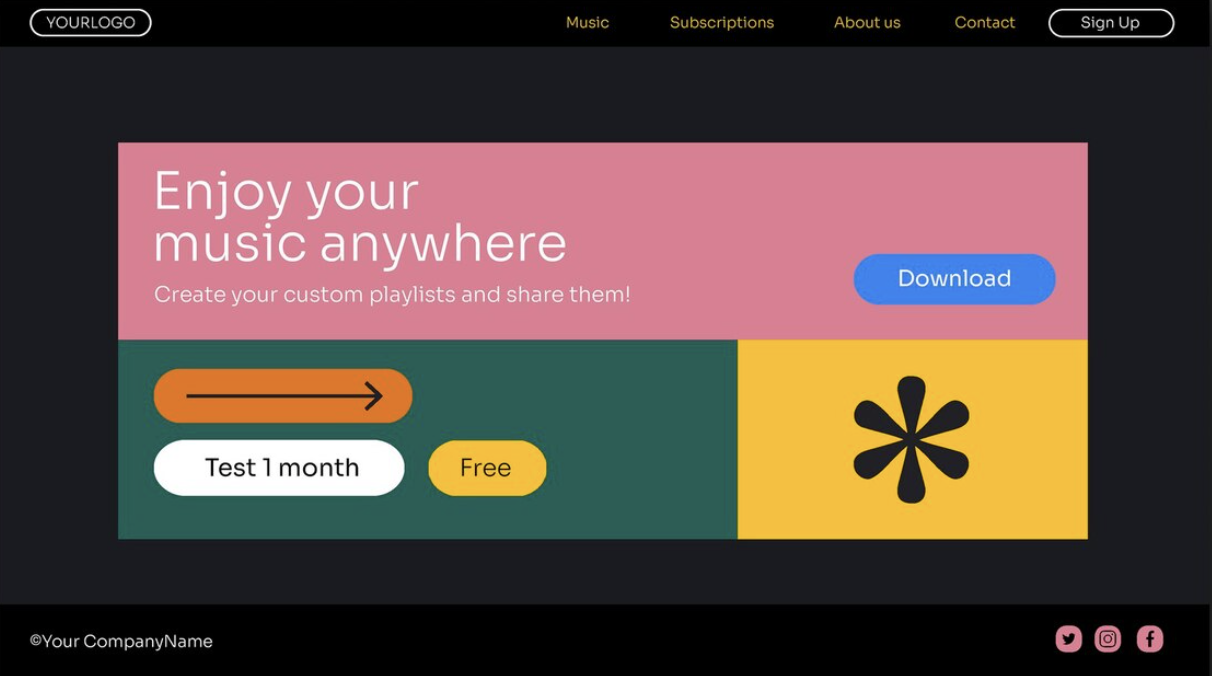 YOURLOGO
Music
Subscriptions
About us
Contact
Sign Up
Enjoy your
music anywhere
Create your custom playlists and share them!
Download
Test 1 month
Free
©Your CompanyName